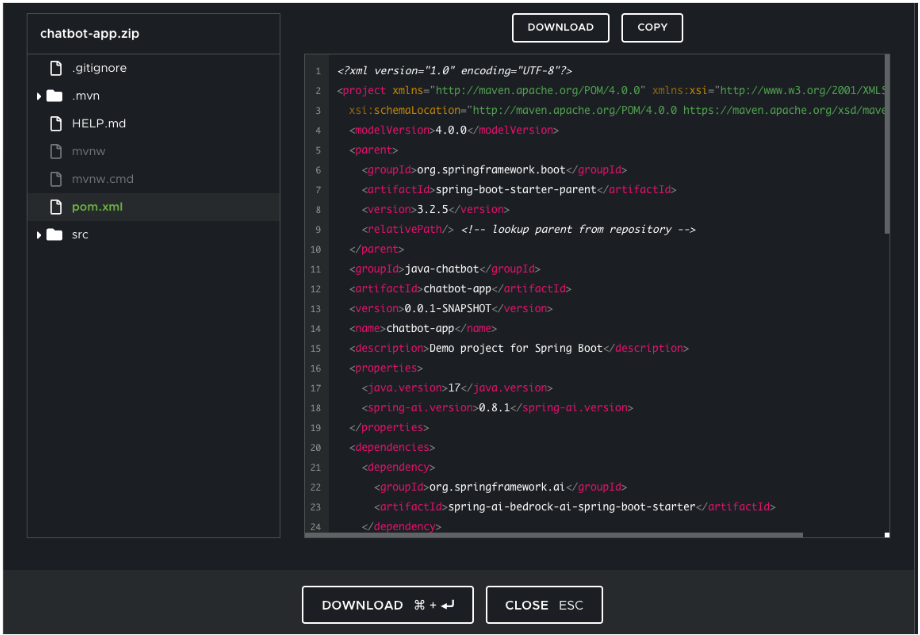 chatbot-app.zip
.gitignore
.mvn
HELP.md
mvnw
mvnw.cmd
pom.xml
src
DOWNLOAD COPY
1 <?xml version="1.0" encoding="UTF-8"?>
2 <project xmlns="http://maven.apache.org/POM/4.0.0" xmlns:xsi="http://www.w3.org/2001/XMLS
3 xsi:schemaLocation="http://maven.apache.org/POM/4.0.0 https://maven.apache.org/xsd/mave
4 <modelVersion>4.0.0</modelVersion>
5 <parent>
6 <groupId>org.springframework.boot</groupId>
7 <artifactId>spring-boot-starter-parent</artifactId>
8 <version>3.2.5</version>
9 <relativePath/> <!-- lookup parent from repository -->
10 </parent>
11 <groupId>java-chatbot</groupId>
12 <artifactId>chatbot-app</artifactId>
13 <version>0.0.1-SNAPSHOT</version>
14 <name>chatbot-app</name>
15 <description>Demo project for Spring Boot</description>
16 <properties>
17 <java.version>17</java.version>
18 <spring-ai.version>0.8.1</spring-ai.version>
19 </properties>
20 <dependencies>
21 <dependency>
22 <groupId>org.springframework.ai</groupId>
23 <artifactId>spring-ai-bedrock-ai-spring-boot-starter</artifactId>
24 </dependency>
DOWNLOAD ⌘ + ↵ CLOSE ESC